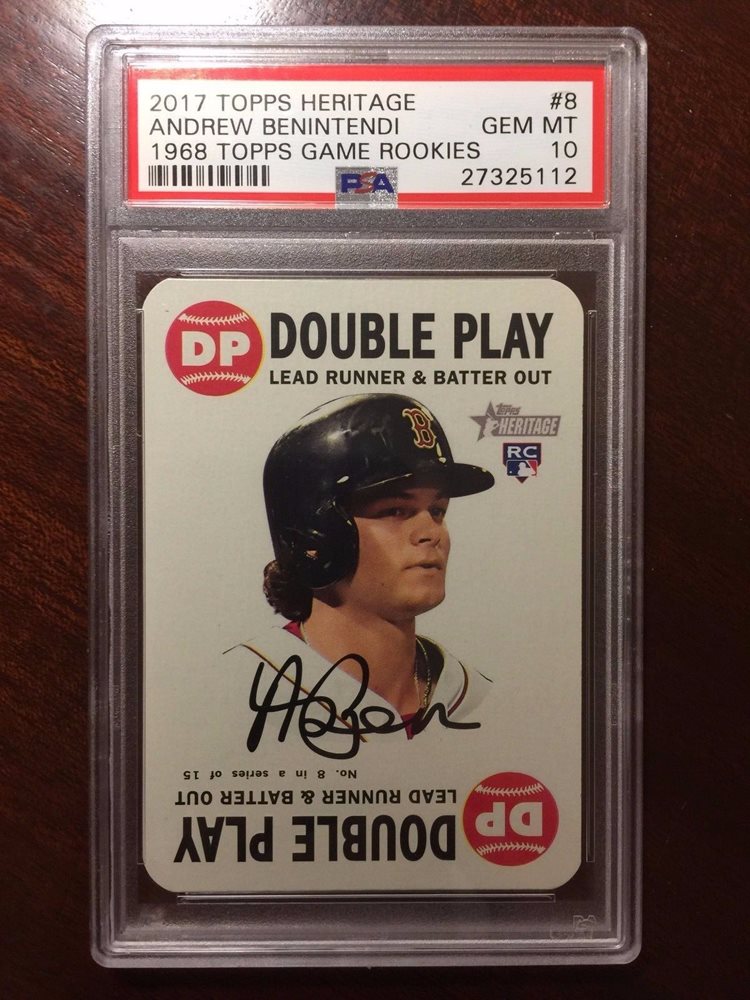 2017 TOPPS HERITAGE #8
ANDREW BENINTENDI GEM MT
1968 TOPPS GAME ROOKIES 10
PSA 27325112
DP DOUBLE PLAY
LEAD RUNNER & BATTER OUT
B
Topps
HERITAGE
RC
ABen
No. 8 in a series of 15
LEAD RUNNER & BATTER OUT
DOUBLE PLAY DP